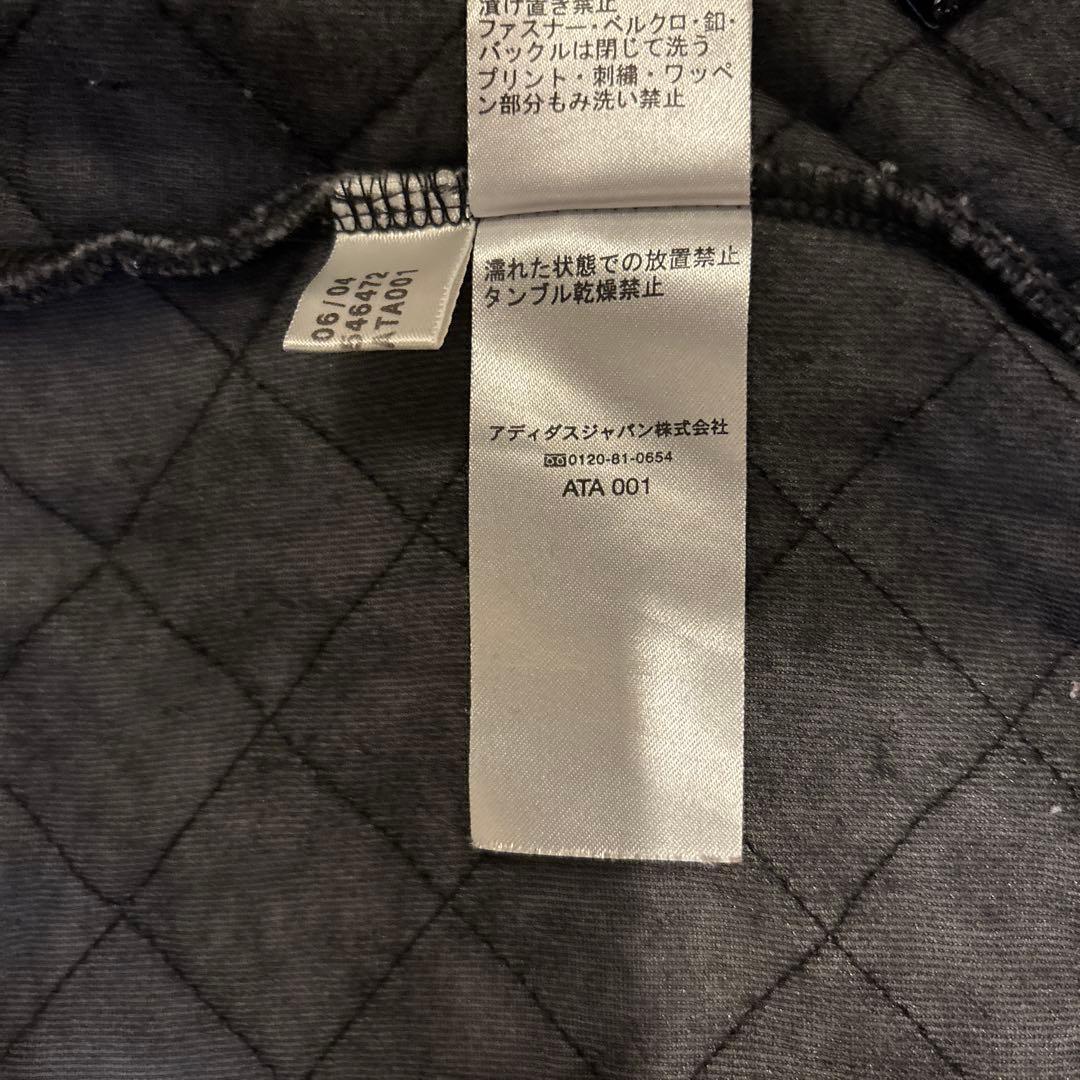 漬け置き禁止
ファスナー・ベルクロ・釦・
バックルは閉じて洗う
プリント・刺繍・ワッペ
ン部分もみ洗い禁止
濡れた状態での放置禁止
タンブル乾燥禁止
アディダスジャパン株式会社
0120-81-0654
ATA 001
06/04
546472
ATA001